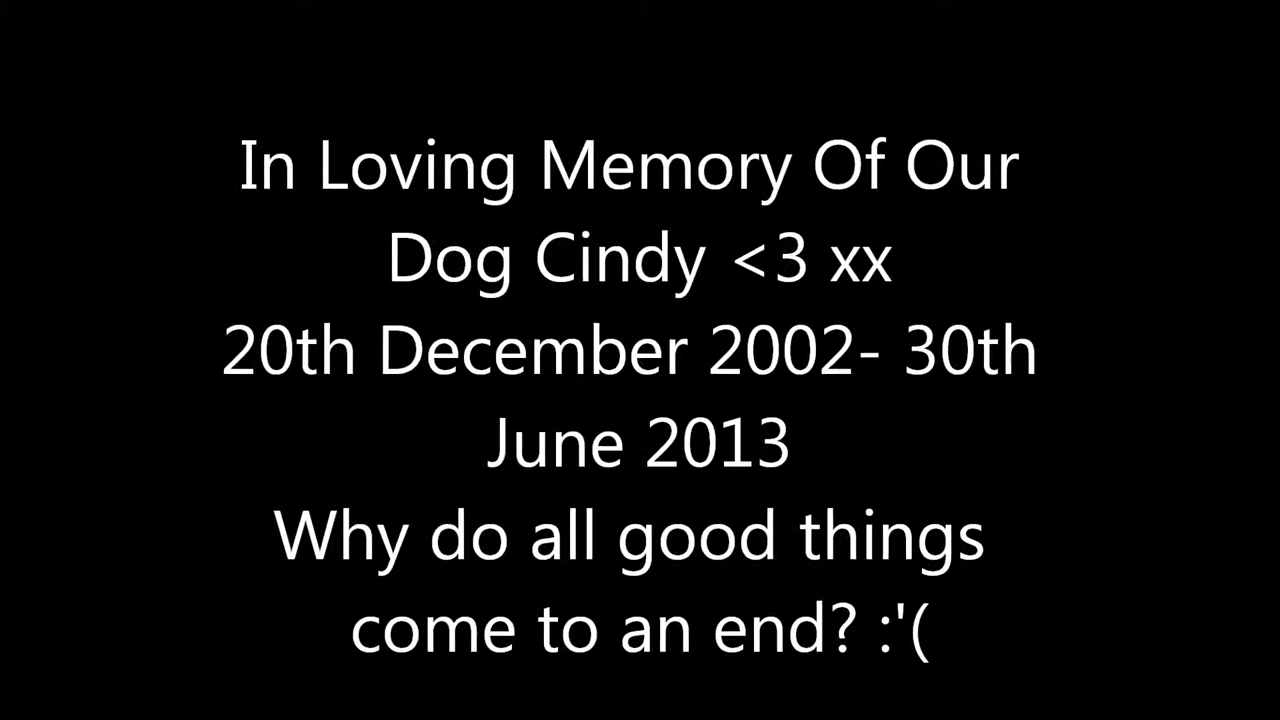 In Loving Memory Of Our
Dog Cindy <3 xx
20th December 2002- 30th
June 2013
Why do all good things
come to an end? :'(